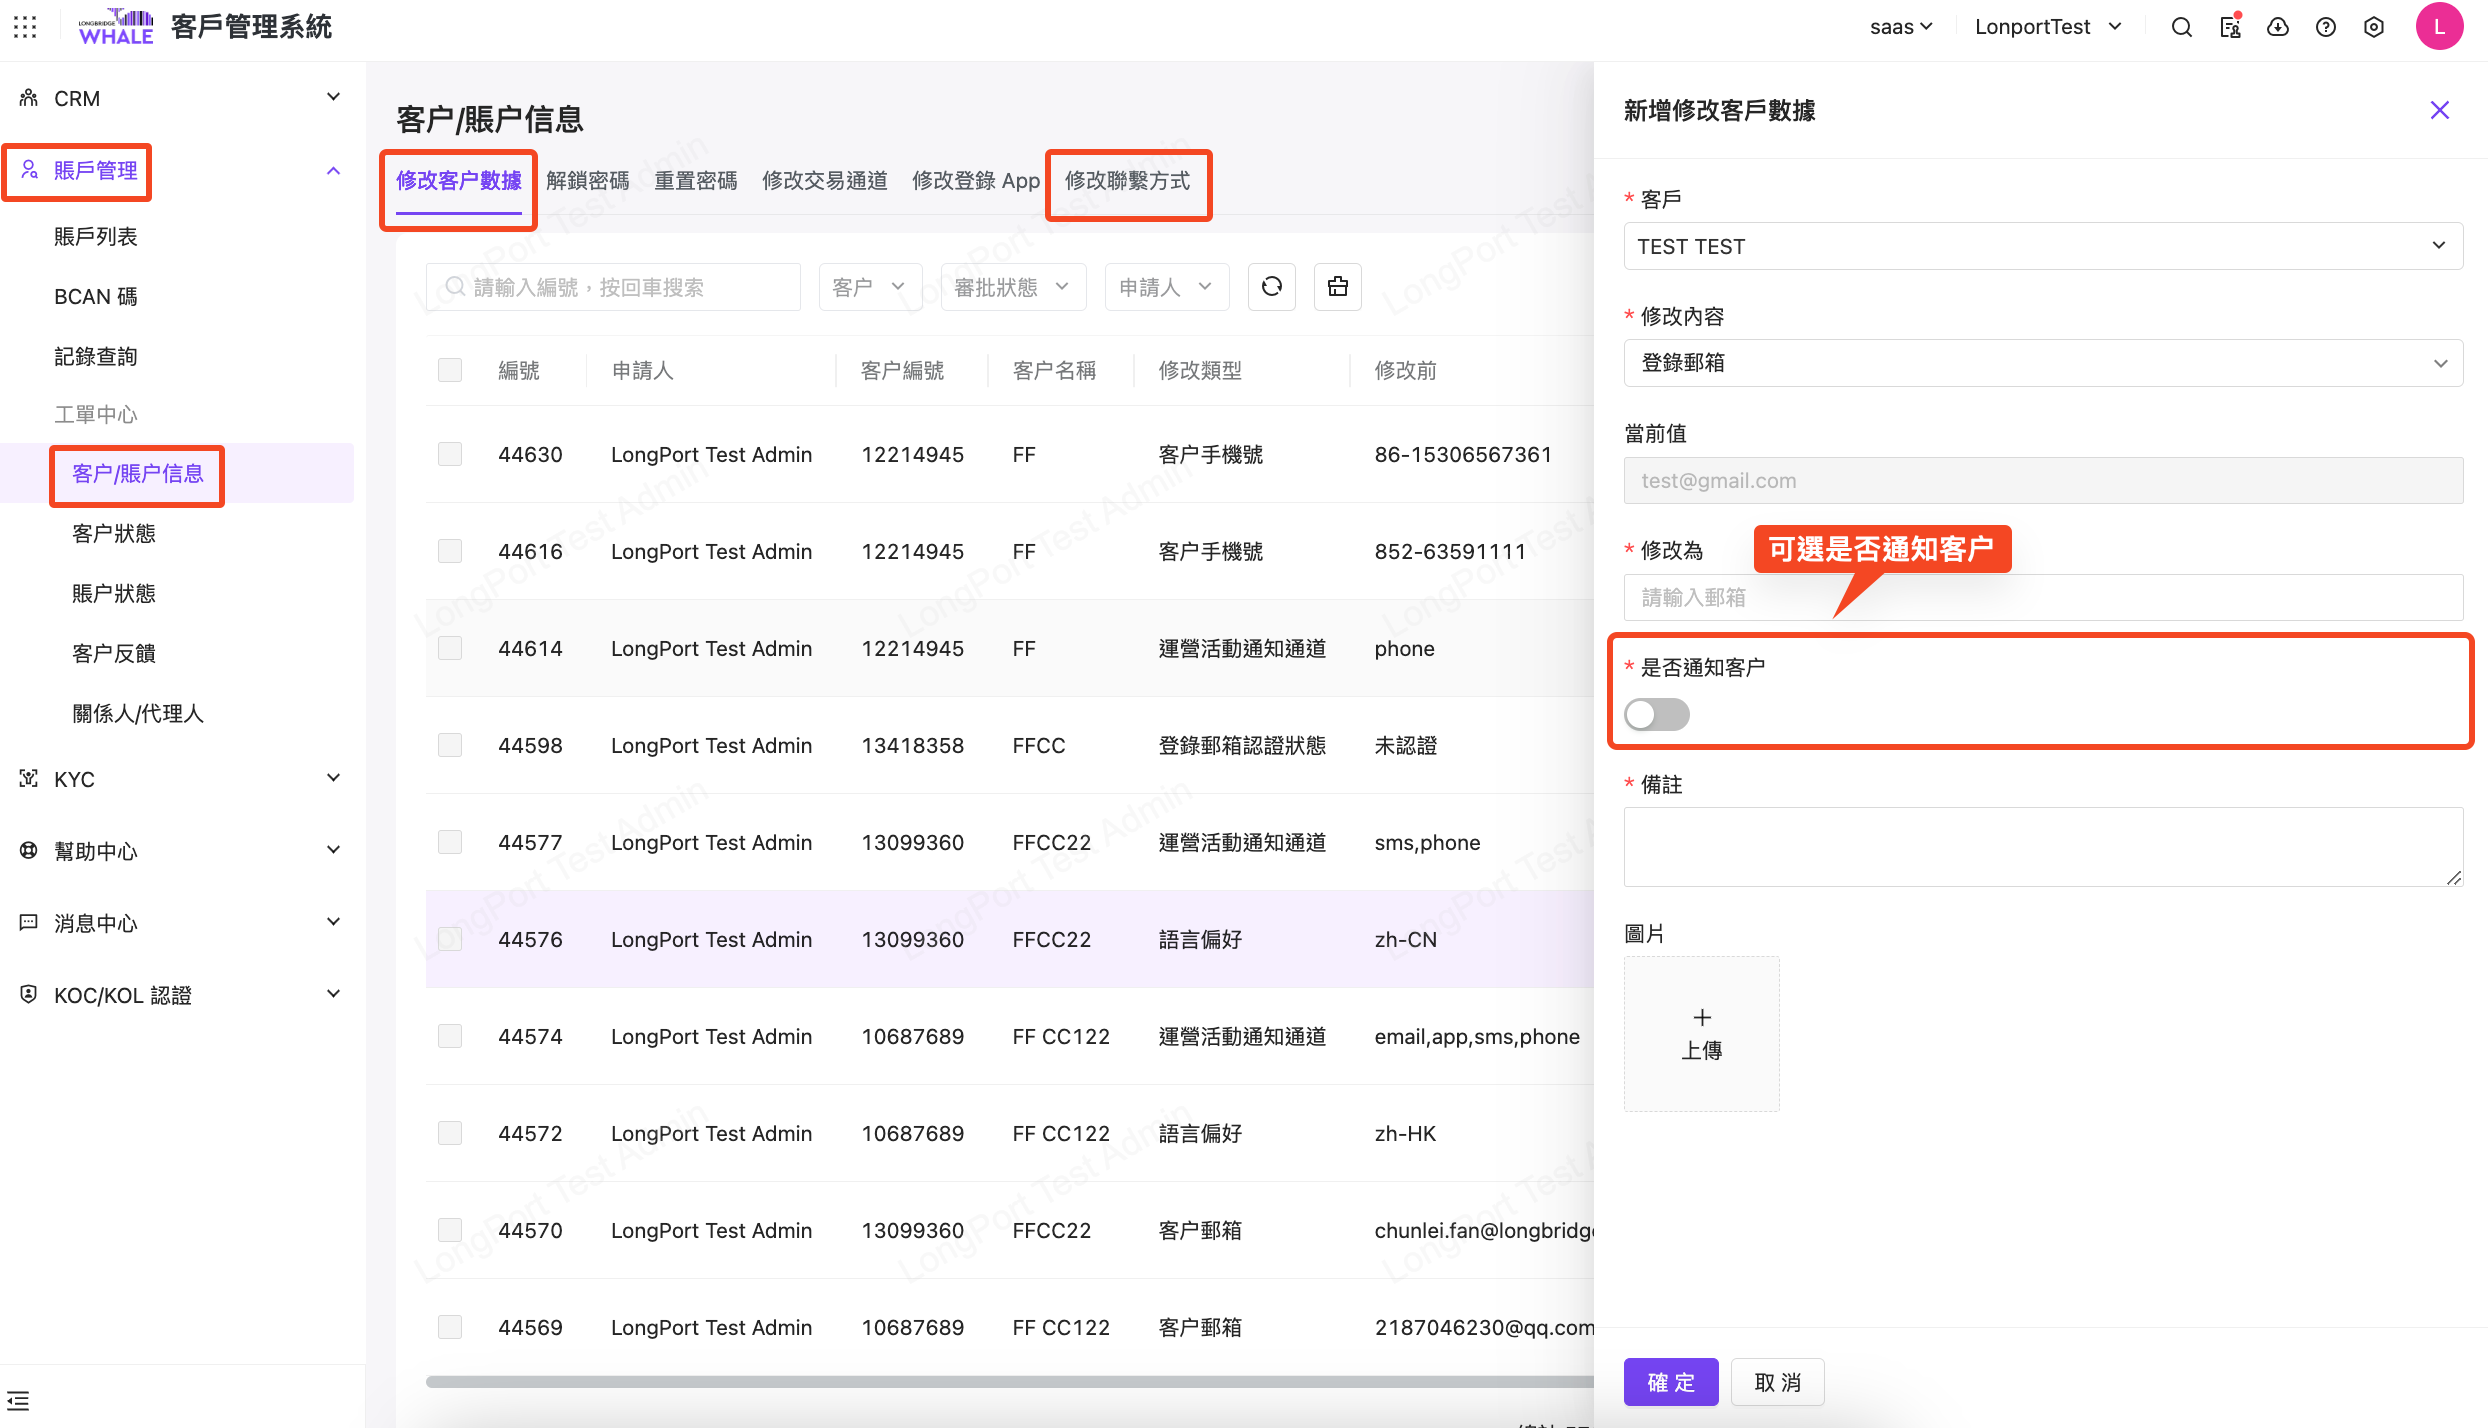 LONGBRIDGE
WHALE
客戶管理系統
saas
LonportTest
L
CRM
賬戶管理
賬戶列表
BCAN 碼
記錄查詢
工單中心
客户/賬户信息
客户狀態
賬户狀態
客户反饋
關係人/代理人
KYC
幫助中心
消息中心
KOC/KOL 認證
客户/賬户信息
修改客户數據 解鎖密碼 重置密碼 修改交易通道 修改登錄 App 修改聯繫方式
請輸入編號，按回車搜索 客户 審批狀態 申請人
編號 申請人 客户編號 客户名稱 修改類型 修改前
44630 LongPort Test Admin 12214945 FF 客户手機號 86-15306567361
44616 LongPort Test Admin 12214945 FF 客户手機號 852-63591111
44614 LongPort Test Admin 12214945 FF 運營活動通知通道 phone
44598 LongPort Test Admin 13418358 FFCC 登錄郵箱認證狀態 未認證
44577 LongPort Test Admin 13099360 FFCC22 運營活動通知通道 sms,phone
44576 LongPort Test Admin 13099360 FFCC22 語言偏好 zh-CN
44574 LongPort Test Admin 10687689 FF CC122 運營活動通知通道 email,app,sms,phone
44572 LongPort Test Admin 10687689 FF CC122 語言偏好 zh-HK
44570 LongPort Test Admin 13099360 FFCC22 客户郵箱 chunlei.fan@longbridge
44569 LongPort Test Admin 10687689 FF CC122 客户郵箱 2187046230@qq.com
新增修改客戶數據
* 客戶
TEST TEST
* 修改內容
登錄郵箱
當前值
test@gmail.com
* 修改為
可選是否通知客户
請輸入郵箱
* 是否通知客户
* 備註
圖片
上傳
確 定
取 消